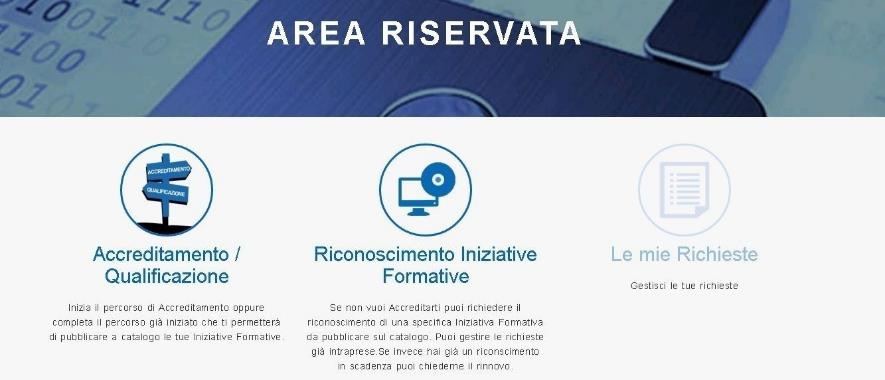 AREA RISERVATA
ACCREDITAMENTO
QUALIFICAZIONE
Accreditamento /
Qualificazione
Inizia il percorso di Accreditamento oppure
completa il percorso già iniziato che ti permetterà
di pubblicare a catalogo le tue Iniziative Formative.
Riconoscimento Iniziative
Formative
Se non vuoi Accreditarti puoi richiedere il
riconoscimento di una specifica Iniziativa Formativa
da pubblicare sul catalogo. Puoi gestire le richieste
già intraprese.Se invece hai già un riconscimento
in scadenza puoi chiederne il rinnovo.
Le mie Richieste
Gestisci le tue richieste